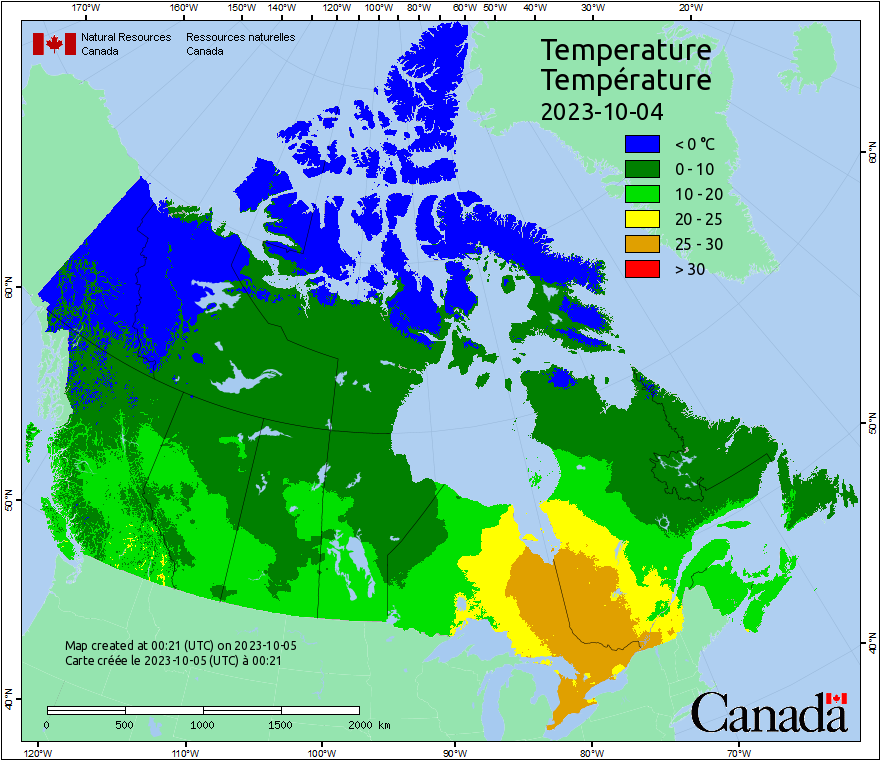 170°W 160°W 150°W 140°W 130°W 120°W 110°W 100°W 90°W 80°W 70°W 60°W 50°W 40°W 30°W 20°W
Natural Resources Ressources naturelles
Canada Canada
Temperature
Température
2023-10-04
< 0 °C
0 - 10
10 - 20
20 - 25
25 - 30
> 30
60°N
60°N
50°N
50°N
40°N
40°N
Map created at 00:21 (UTC) on 2023-10-05
Carte créée le 2023-10-05 (UTC) à 00:21
0 500 1000 1500 2000 km
Canada
120°W 110°W 100°W 90°W 80°W 70°W